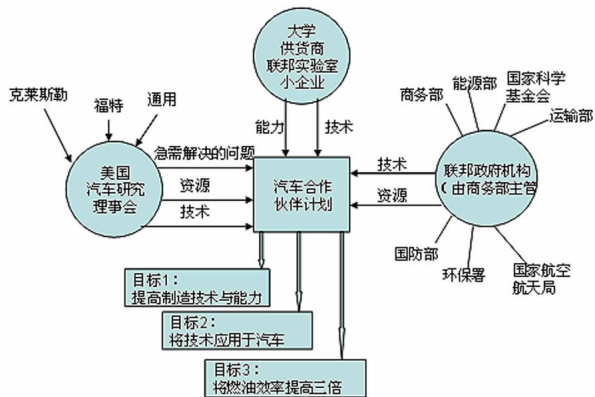 大学
供货商
联邦实验室
小企业
克莱斯勒
福特
通用
商务部
能源部
国家科学
基金会
运输部
能力
技术
急需解决的问题
资源
技术
美国
汽车研究
理事会
汽车合作
伙伴计划
技术
资源
联邦政府机构
(由商务部主管
国防部
环保署
国家航空
航天局
目标1:
提高制造技术与能力
目标2:
将技术应用于汽车
目标3:
将燃油效率提高三倍